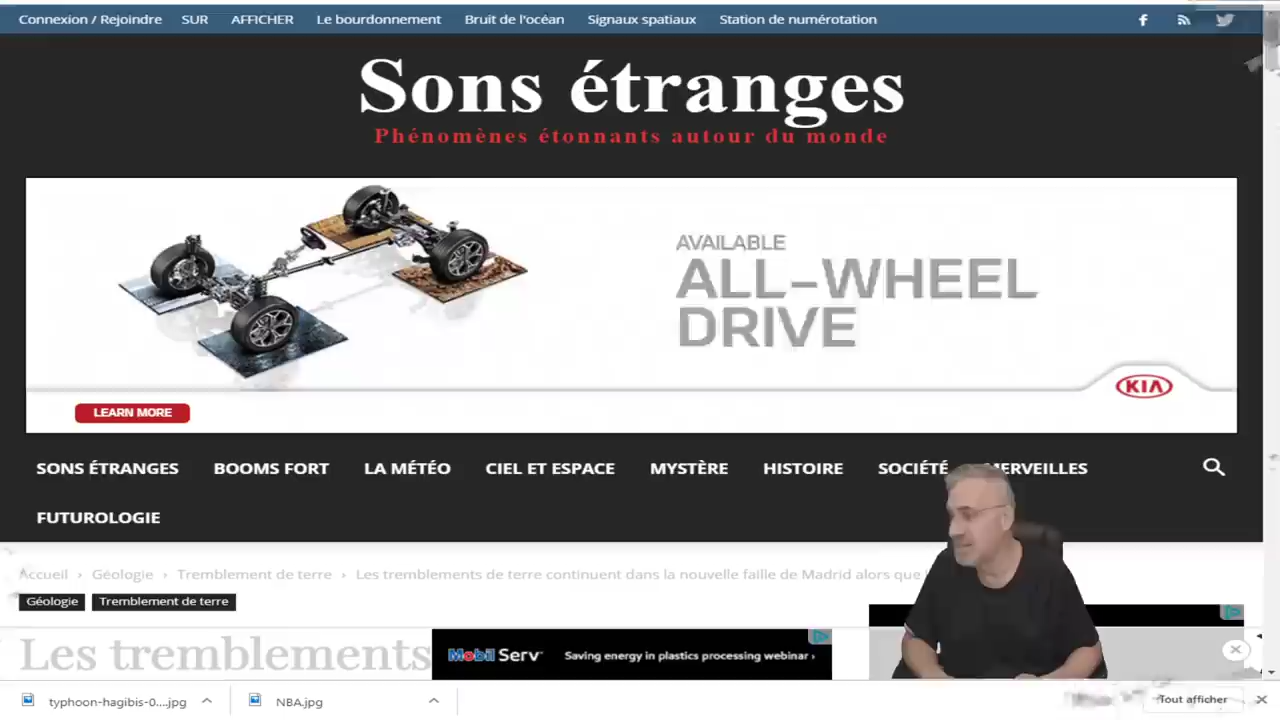 Connexion / Rejoindre SUR AFFICHER Le bourdonnement Bruit de l'océan Signaux spatiaux Station de numérotation
Sons étranges
Phénomènes étonnants autour du monde
AVAILABLE
ALL-WHEEL
DRIVE
KIA
LEARN MORE
SONS ÉTRANGES BOOMS FORT LA MÉTÉO CIEL ET ESPACE MYSTÈRE HISTOIRE SOCIÉTÉ MERVEILLES
FUTUROLOGIE
Accueil › Géologie › Tremblement de terre › Les tremblements de terre continuent dans la nouvelle faille de Madrid alors que
Géologie Tremblement de terre
Les tremblements
Mobil Serv™ Saving energy in plastics processing webinar ›
typhoon-hagibis-0....jpg NBA.jpg Tout afficher